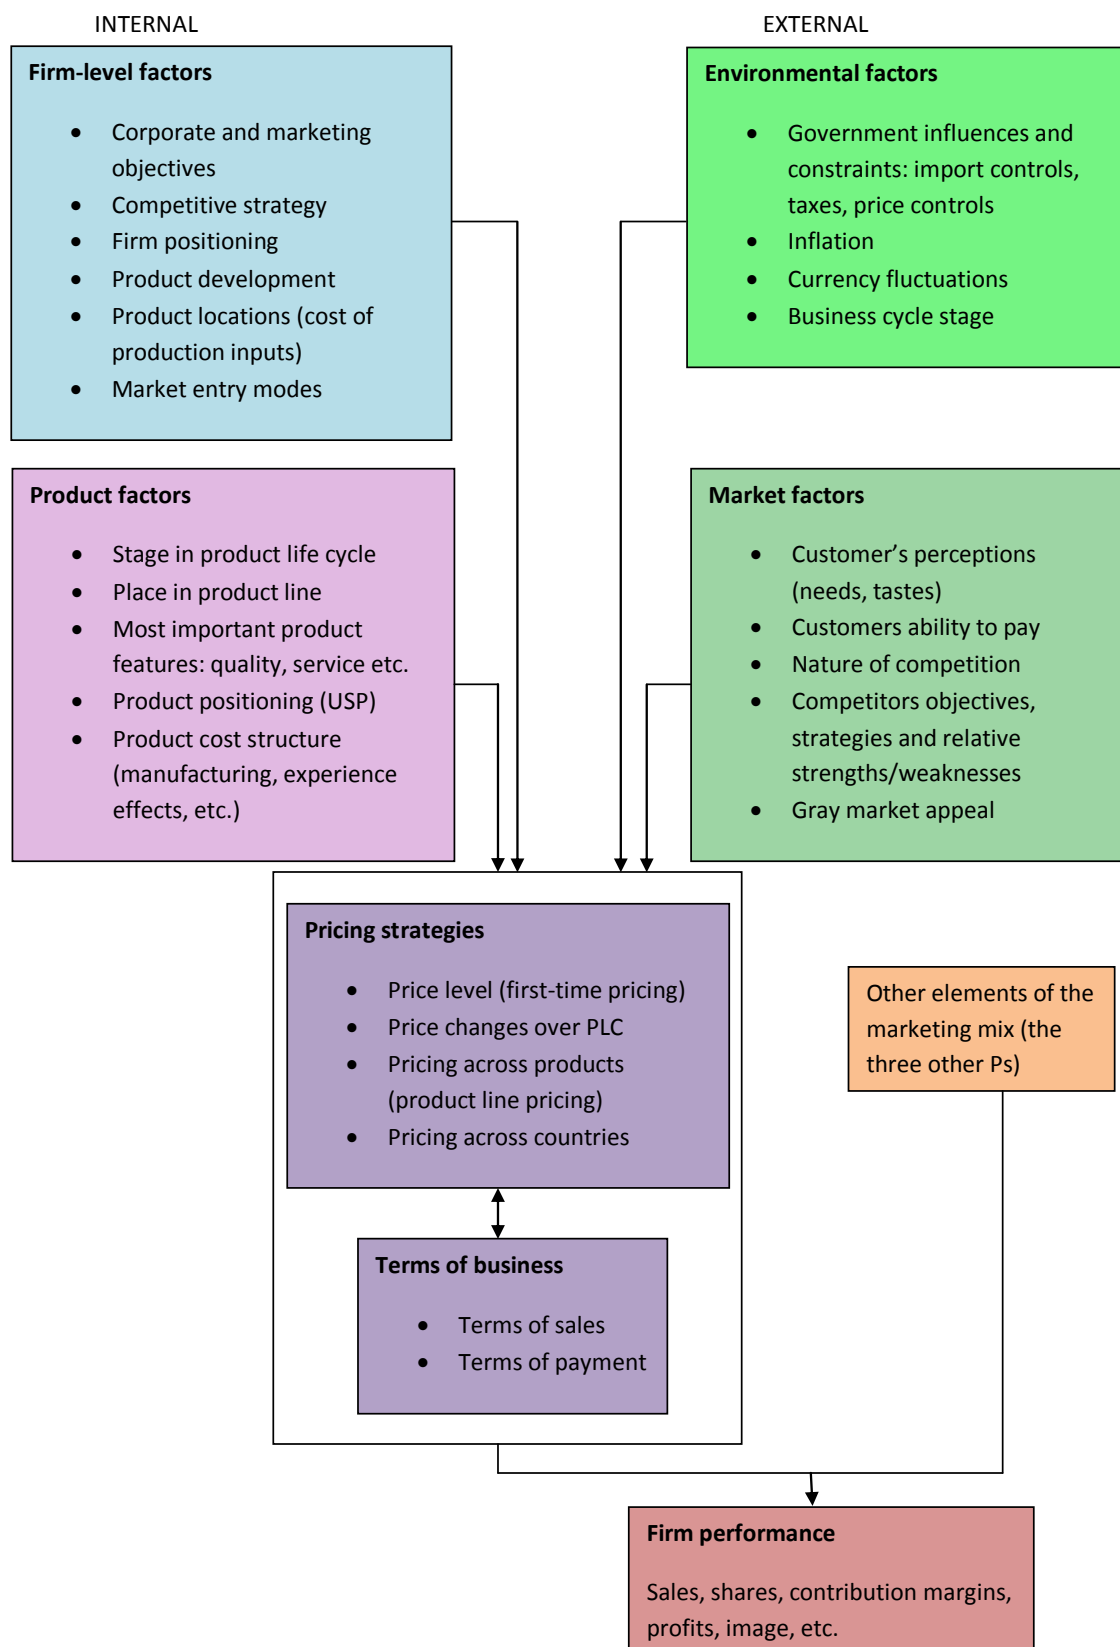 INTERNAL
EXTERNAL
Firm-level factors
• Corporate and marketing
objectives
• Competitive strategy
• Firm positioning
• Product development
• Product locations (cost of
production inputs)
• Market entry modes
Environmental factors
• Government influences and
constraints: import controls,
taxes, price controls
• Inflation
• Currency fluctuations
• Business cycle stage
Product factors
• Stage in product life cycle
• Place in product line
• Most important product
features: quality, service etc.
• Product positioning (USP)
• Product cost structure
(manufacturing, experience
effects, etc.)
Market factors
• Customer’s perceptions
(needs, tastes)
• Customers ability to pay
• Nature of competition
• Competitors objectives,
strategies and relative
strengths/weaknesses
• Gray market appeal
Pricing strategies
• Price level (first-time pricing)
• Price changes over PLC
• Pricing across products
(product line pricing)
• Pricing across countries
Other elements of the
marketing mix (the
three other Ps)
Terms of business
• Terms of sales
• Terms of payment
Firm performance
Sales, shares, contribution margins,
profits, image, etc.